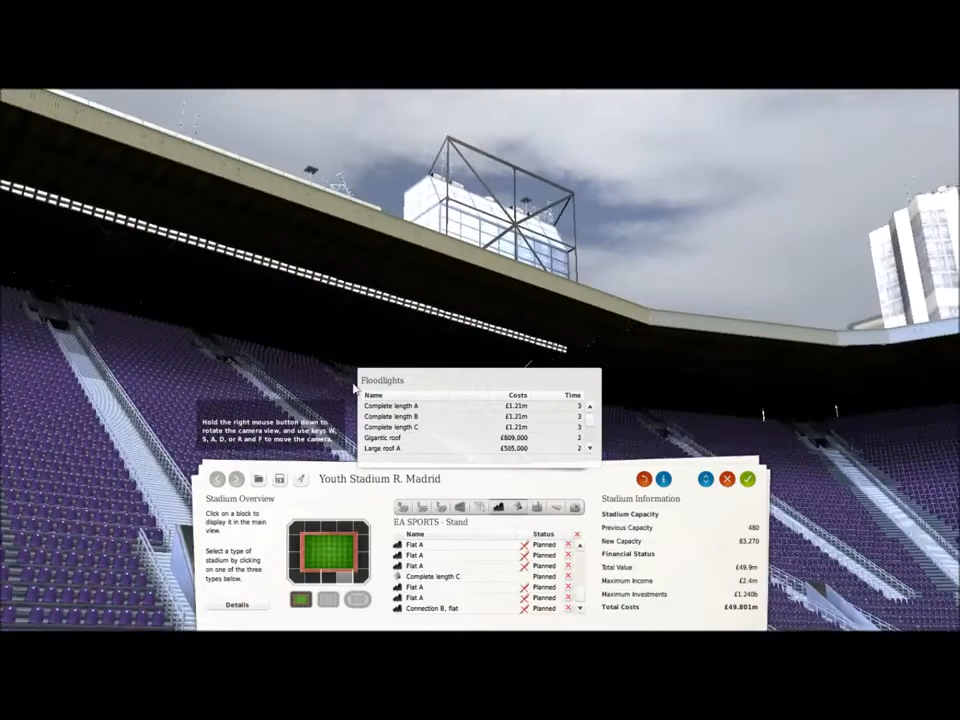 Floodlights
Name Costs Time
Complete length A £1.21m 3
Complete length B £1.21m 3
Complete length C £1.21m 3
Gigantic roof £809,000 2
Large roof A £505,000 2
Hold the right mouse button down to
rotate the camera view, and use keys W,
S, A, D, or R and F to move the camera.
Youth Stadium R. Madrid
Stadium Overview
Click on a block to
display it in the main
view.
Select a type of
stadium by clicking
on one of the three
types below.
Details
EA SPORTS - Stand
Name Status
Flat A Planned
Flat A Planned
Flat A Planned
Complete length C Planned
Flat A Planned
Flat A Planned
Connection B, flat Planned
Stadium Information
Stadium Capacity
Previous Capacity 480
New Capacity 83,270
Financial Status
Total Value £49.9m
Maximum Income £2.4m
Maximum Investments £1.240b
Total Costs £49.801m